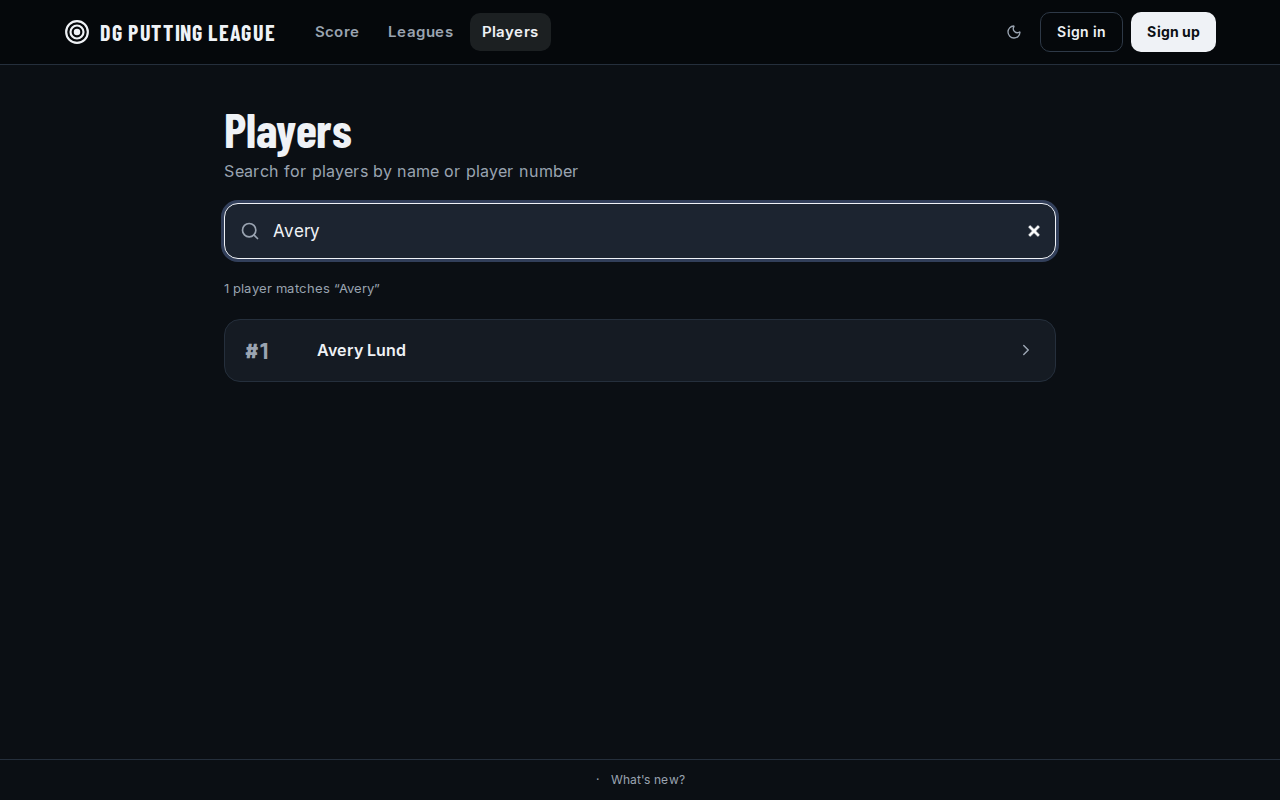 DG PUTTING LEAGUE Score Leagues Players Sign in Sign up
Players
Search for players by name or player number
Avery
1 player matches “Avery”
#1 Avery Lund
· What's new?